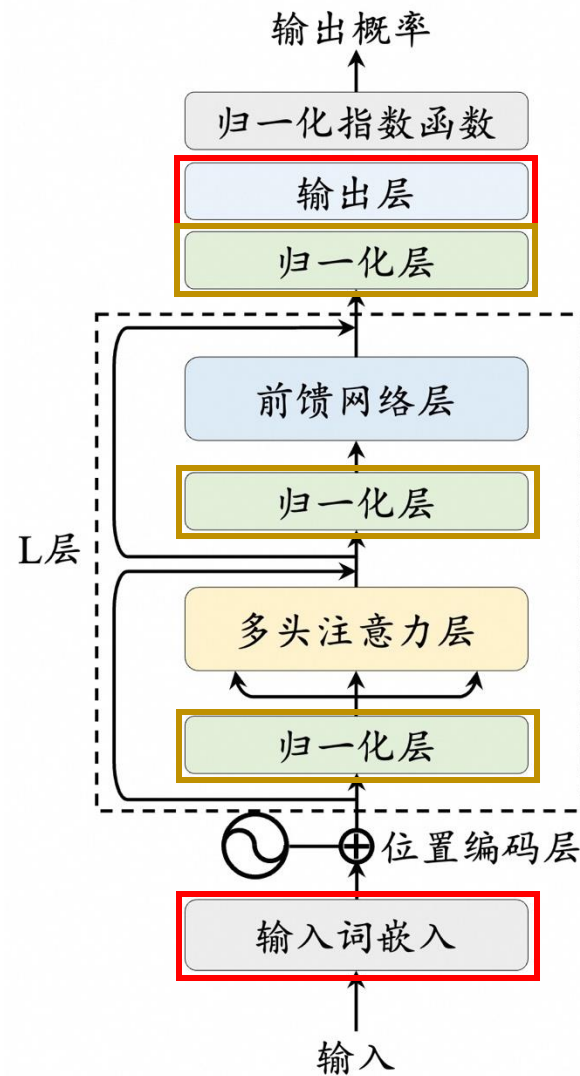 输出概率
归一化指数函数
输出层
归一化层
前馈网络层
归一化层
L层
多头注意力层
归一化层
位置编码层
输入词嵌入
输入